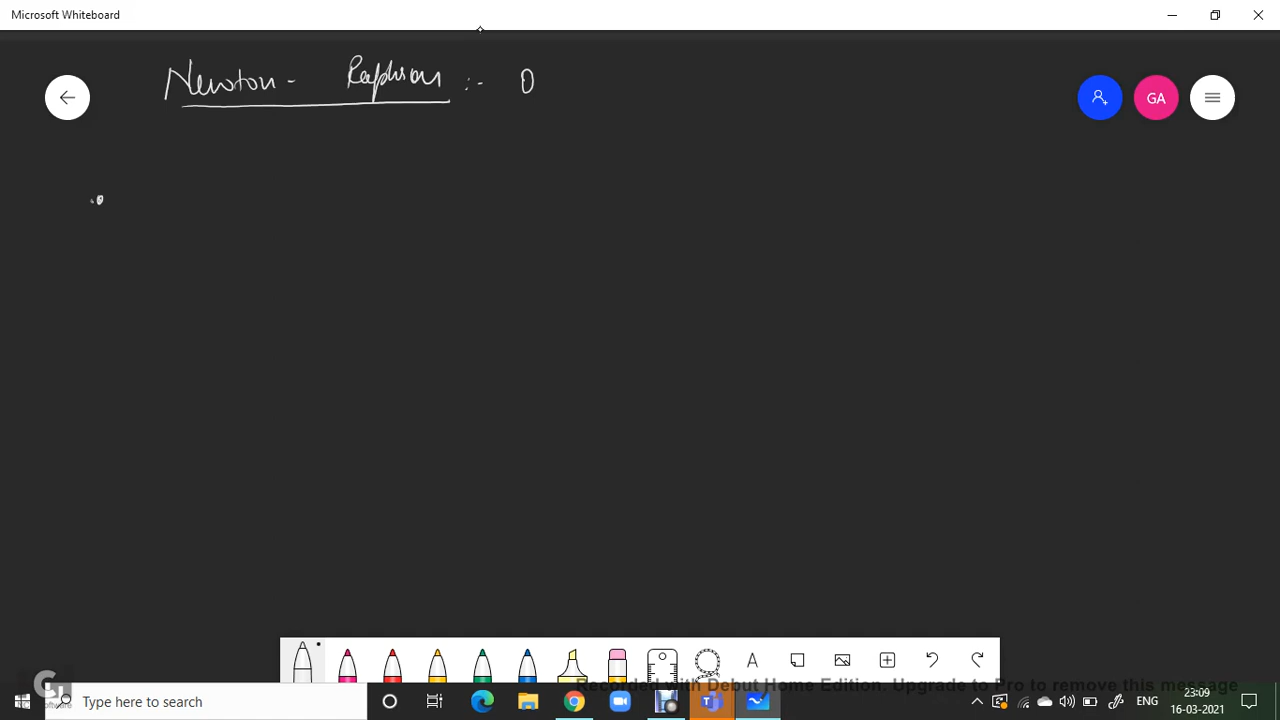 Microsoft Whiteboard
Newton - Raphson :- 0
GA
A
Recorded with Debut Home Edition. Upgrade to Pro to remove this message
Type here to search
ENG
23:09
16-03-2021